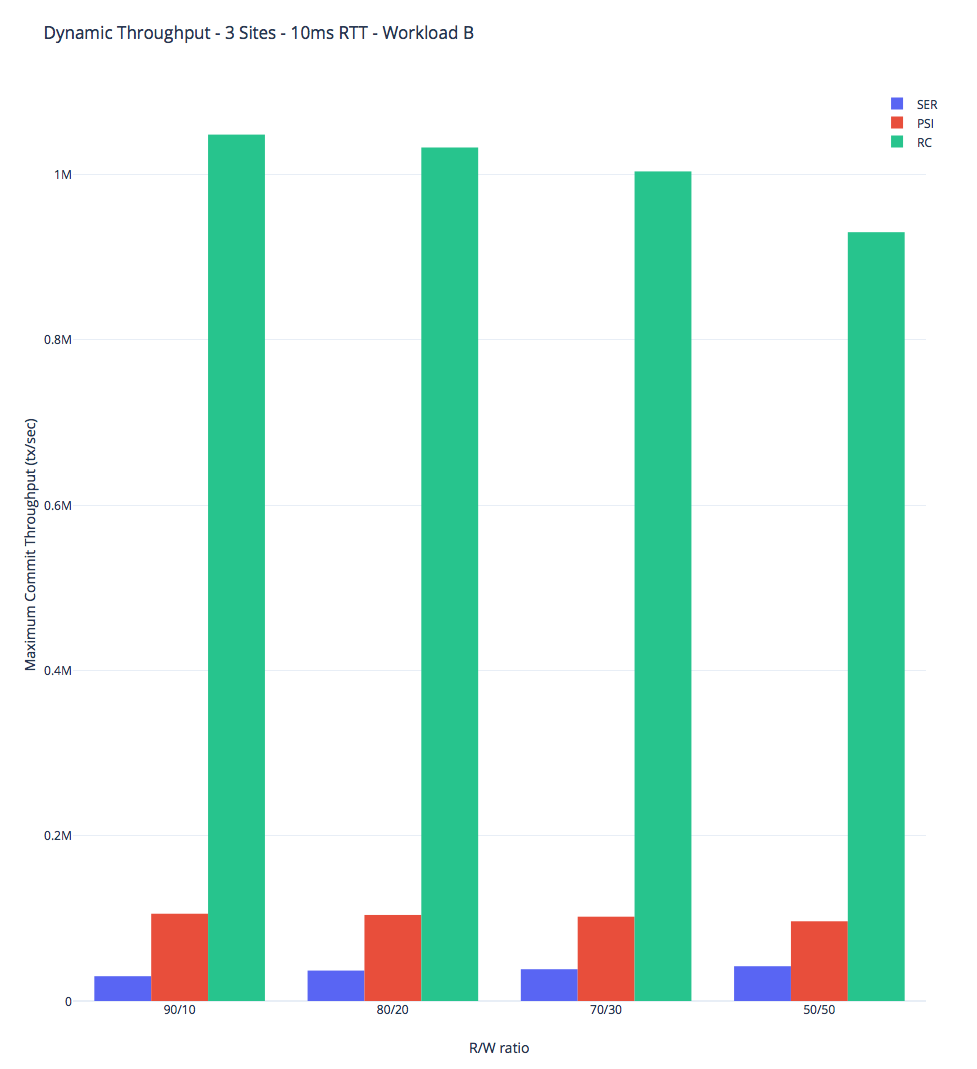 Dynamic Throughput - 3 Sites - 10ms RTT - Workload B
SER
PSI
RC
Maximum Commit Throughput (tx/sec)
1M
0.8M
0.6M
0.4M
0.2M
0
90/10
80/20
70/30
50/50
R/W ratio